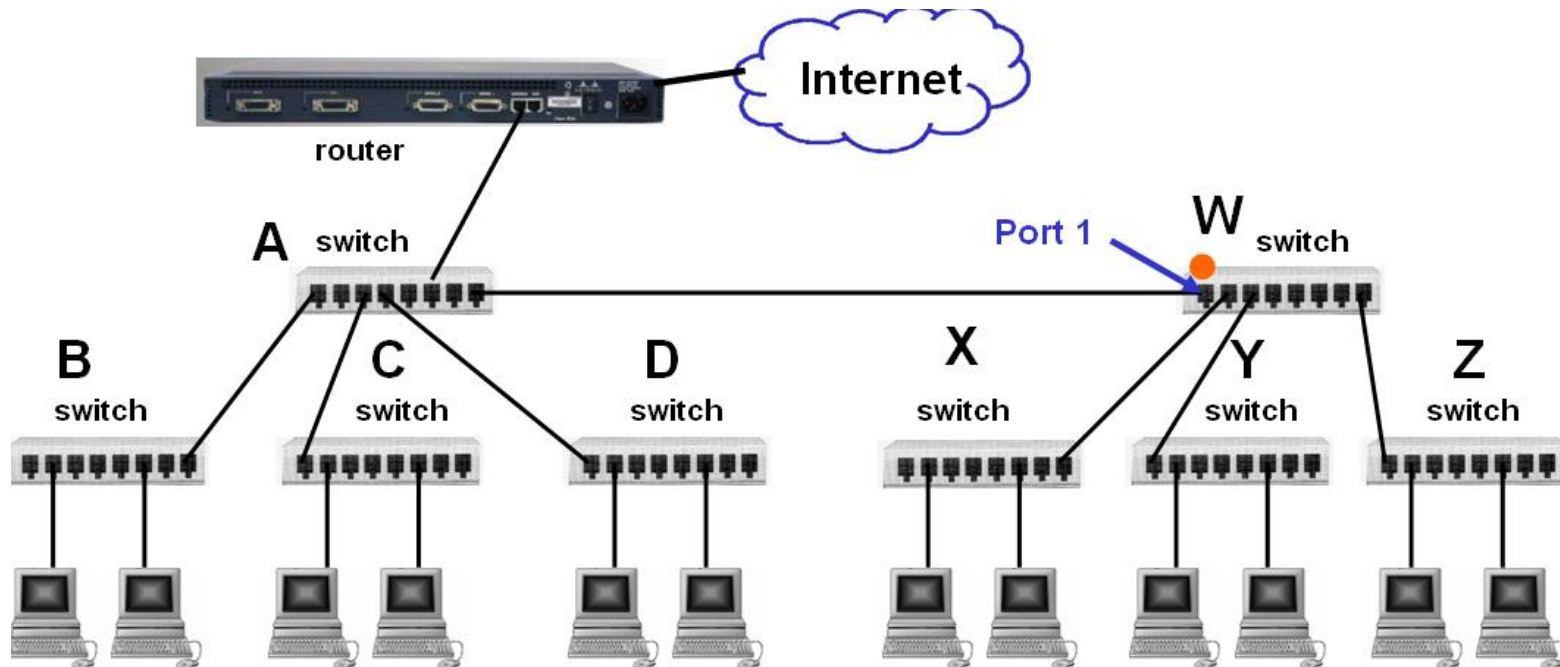 Internet
router
A switch
Port 1
W switch
B
switch
C
switch
D
switch
X
switch
Y
switch
Z
switch